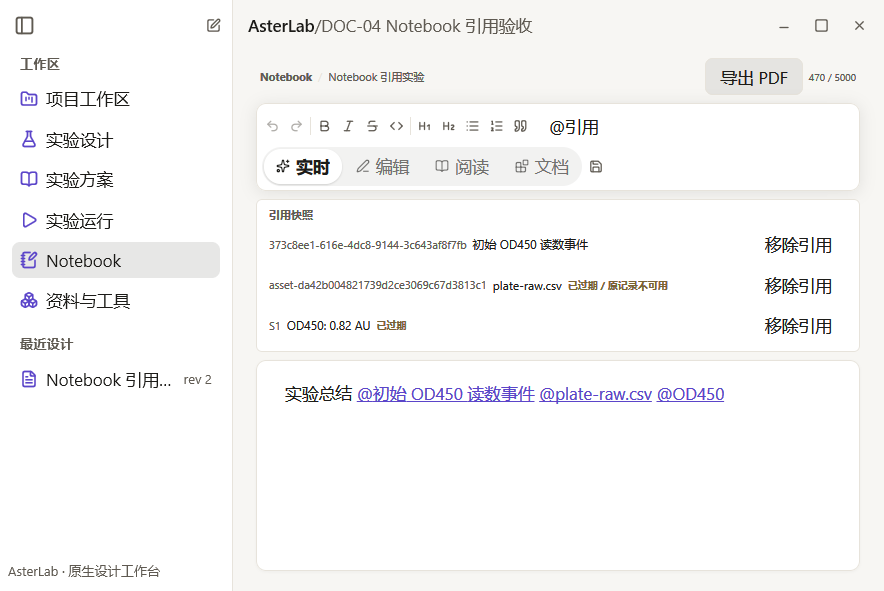 AsterLab/DOC-04 Notebook 引用验收
工作区
项目工作区
实验设计
实验方案
实验运行
Notebook
资料与工具
最近设计
Notebook 引用... rev 2
AsterLab · 原生设计工作台
Notebook / Notebook 引用实验
导出 PDF 470 / 5000
B I S <> H1 H2 @引用
实时 编辑 阅读 文档
引用快照
373c8ee1-616e-4dc8-9144-3c643af8f7fb 初始 OD450 读数事件 移除引用
asset-da42b004821739d2ce3069c67d3813c1 plate-raw.csv 已过期 / 原记录不可用 移除引用
S1 OD450: 0.82 AU 已过期 移除引用
实验总结 @初始 OD450 读数事件 @plate-raw.csv @OD450